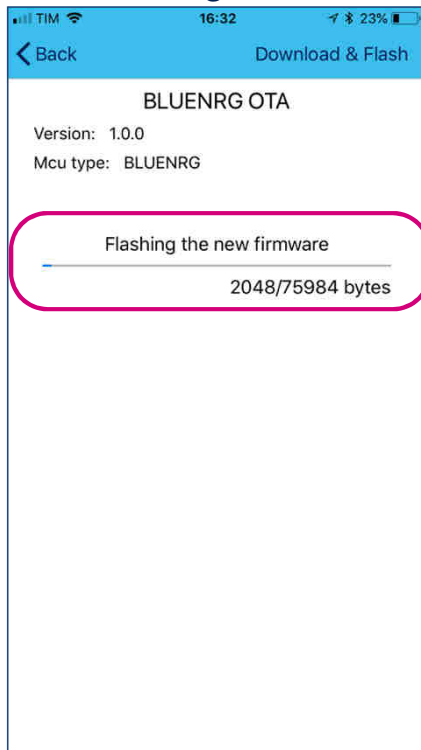 TIM 16:32 23%
Back Download & Flash
BLUENRG OTA
Version: 1.0.0
Mcu type: BLUENRG
Flashing the new firmware
2048/75984 bytes